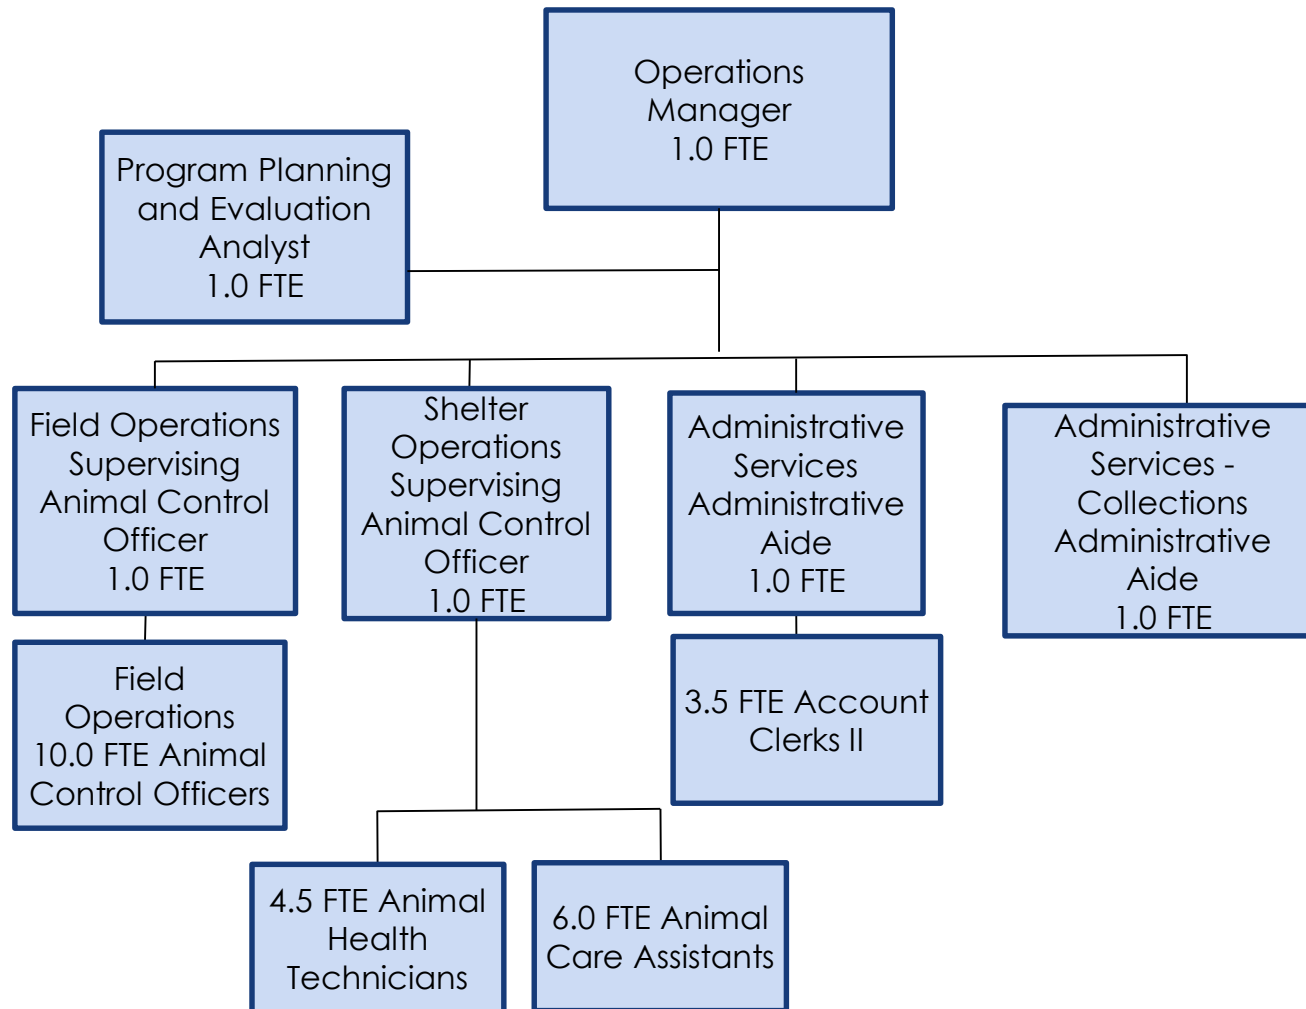 Operations
Manager
1.0 FTE
Program Planning
and Evaluation
Analyst
1.0 FTE
Field Operations
Supervising
Animal Control
Officer
1.0 FTE
Shelter
Operations
Supervising
Animal Control
Officer
1.0 FTE
Administrative
Services
Administrative
Aide
1.0 FTE
Administrative
Services -
Collections
Administrative
Aide
1.0 FTE
Field
Operations
10.0 FTE Animal
Control Officers
3.5 FTE Account
Clerks II
4.5 FTE Animal
Health
Technicians
6.0 FTE Animal
Care Assistants